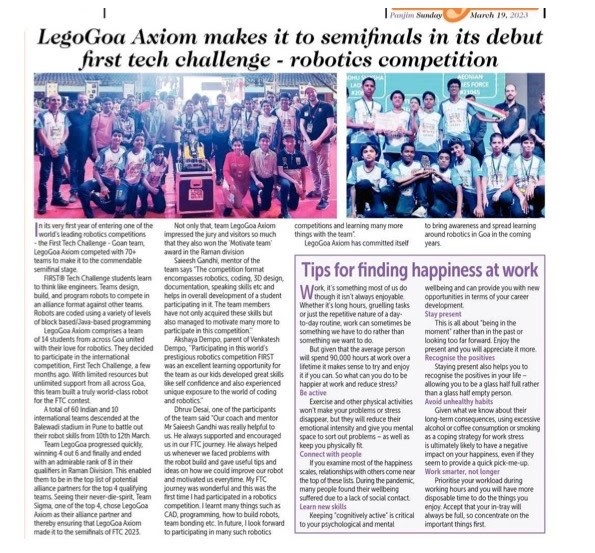 Panjim Sunday
March 19, 2023
LegoGoa Axiom makes it to semifinals in its debut
first tech challenge - robotics competition
In its very first year of entering one of the
world's leading robotics competitions
- the First Tech Challenge - Goan team,
LegoGoa Axiom competed with 70+
teams to make it to the commendable
semifinal stage.
FIRST® Tech Challenge students learn
to think like engineers. Teams design,
build, and program robots to compete in
an alliance format against other teams.
Robots are coded using a variety of levels
of block based/Java-based programming
LegoGoa Axiom comprises a team
of 14 students from across Goa united
with their love for robotics. They decided
to participate in the international
competition, First Tech Challenge, a few
months ago. With limited resources but
unlimited support from all across Goa,
this team built a truly world-class robot
for the FTC contest.
A total of 60 Indian and 10
international teams descended at the
Balewadi stadium in Pune to battle out
their robot skills from 10th to 12th March.
Team LegoGoa progressed quickly,
winning 4 out 6 and finally and ended
with an admirable rank of 8 in their
qualifiers in Raman Division. This enabled
them to be in the top list of potential
alliance partners for the top 4 qualifying
teams. Seeing their never-die-spirit, Team
Sigma, one of the top 4, chose LegoGoa
Axiom as their alliance partner and
thereby ensuring that LegoGoa Axiom
made it to the semifinals of FTC 2023.
Not only that, team LegoGoa Axiom
impressed the jury and visitors so much
that they also won the 'Motivate team'
award in the Raman division
Saieesh Gandhi, mentor of the
team says "The competition format
encompasses robotics, coding, 3D design,
documentation, speaking skills etc and
helps in overall development of a student
participating in it. The team members
have not only acquired these skills but
also managed to motivate many more to
participate in this competition."
Akshaya Dempo, parent of Venkatesh
Dempo, "Participating in this world's
prestigious robotics competition FIRST
was an excellent learning opportunity for
the team as our kids developed great skills
like self confidence and also experienced
unique exposure to the world of coding
and robotics."
Dhruv Desai, one of the participants
of the team said "Our coach and mentor
Mr Saieesh Gandhi was really helpful to
us. He always supported and encouraged
us in our FTC journey. He always helped
us whenever we faced problems with
the robot build and gave useful tips and
ideas on how we could improve our robot
and motivated us everytime. My FTC
journey was wonderful and this was the
first time I had participated in a robotics
competition. I learnt many things such as
CAD, programming, how to build robots,
team bonding etc. In future, I look forward
to participating in many such robotics
competitions and learning many more
things with the team".
LegoGoa Axiom has committed itself
to bring awareness and spread learning
around robotics in Goa in the coming
years.
Tips for finding happiness at work
Work, it's something most of us do
though it isn't always enjoyable.
Whether it's long hours, gruelling tasks
or just the repetitive nature of a day-
to-day routine, work can sometimes be
something we have to do rather than
something we want to do.
But given that the average person
will spend 90,000 hours at work over a
lifetime it makes sense to try and enjoy
it if you can. So what can you do to be
happier at work and reduce stress?
Be active
Exercise and other physical activities
won't make your problems or stress
disappear, but they will reduce their
emotional intensity and give you mental
space to sort out problems – as well as
keep you physically fit.
Connect with people
If you examine most of the happiness
scales, relationships with others come near
the top of these lists. During the pandemic,
many people found their wellbeing
suffered due to a lack of social contact.
Learn new skills
Keeping "cognitively active" is critical
to your psychological and mental
wellbeing and can provide you with new
opportunities in terms of your career
development.
Stay present
This is all about "being in the
moment" rather than in the past or
looking too far forward. Enjoy the
present and you will appreciate it more.
Recognise the positives
Staying present also helps you to
recognise the positives in your life –
allowing you to be a glass half full rather
than a glass half empty person.
Avoid unhealthy habits
Given what we know about their
long-term consequences, using excessive
alcohol or coffee consumption or smoking
as a coping strategy for work stress
is ultimately likely to have a negative
impact on your happiness, even if they
seem to provide a quick pick-me-up.
Work smarter, not longer
Prioritise your workload during
working hours and you will have more
disposable time to do the things you
enjoy. Accept that your in-tray will
always be full, so concentrate on the
important things first.